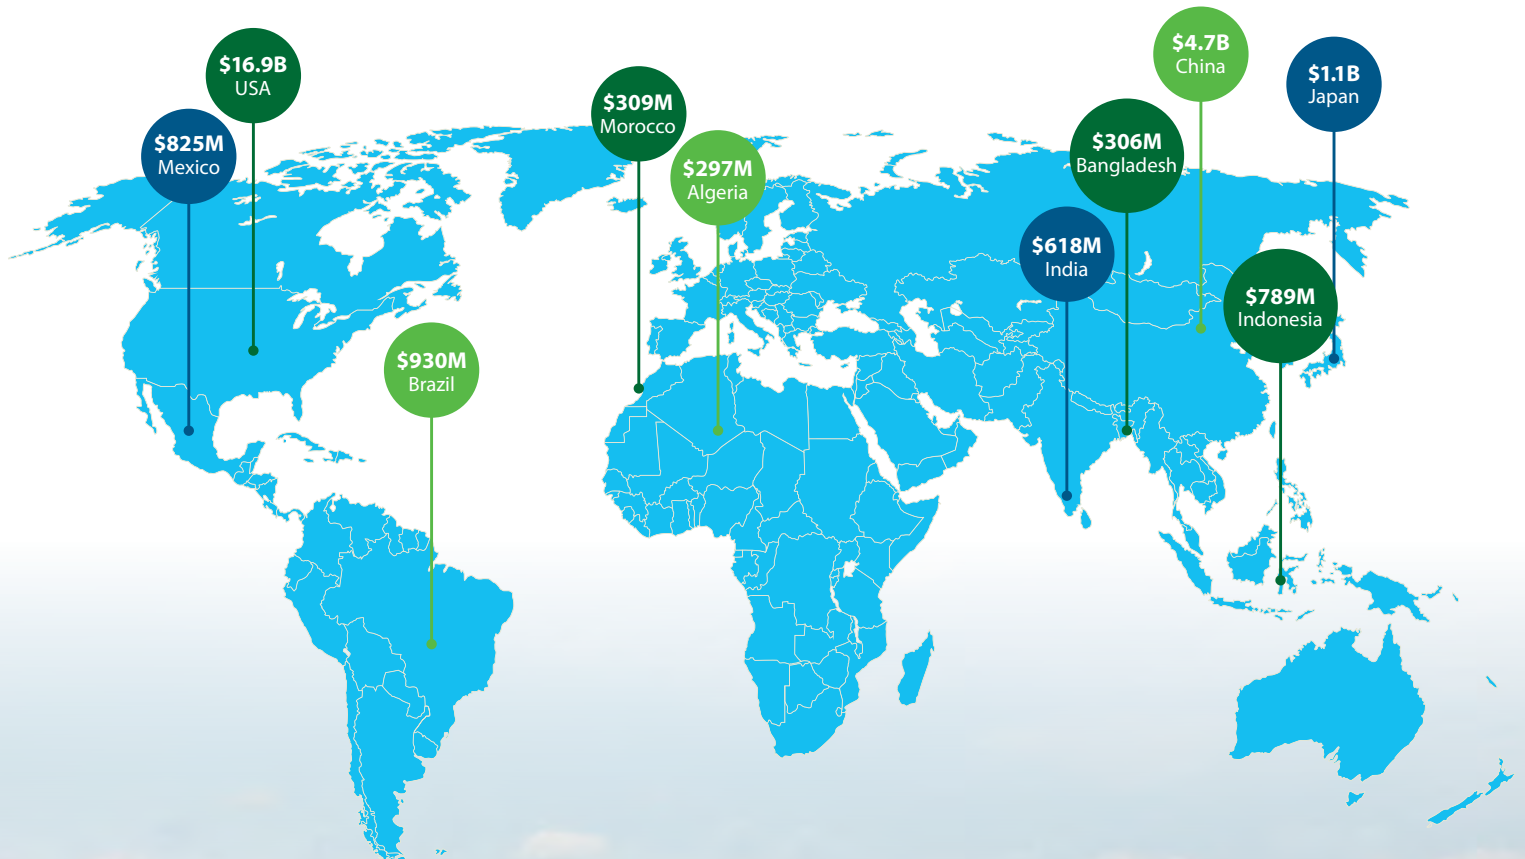 $16.9B
USA
$825M
Mexico
$930M
Brazil
$309M
Morocco
$297M
Algeria
$618M
India
$306M
Bangladesh
$4.7B
China
$789M
Indonesia
$1.1B
Japan